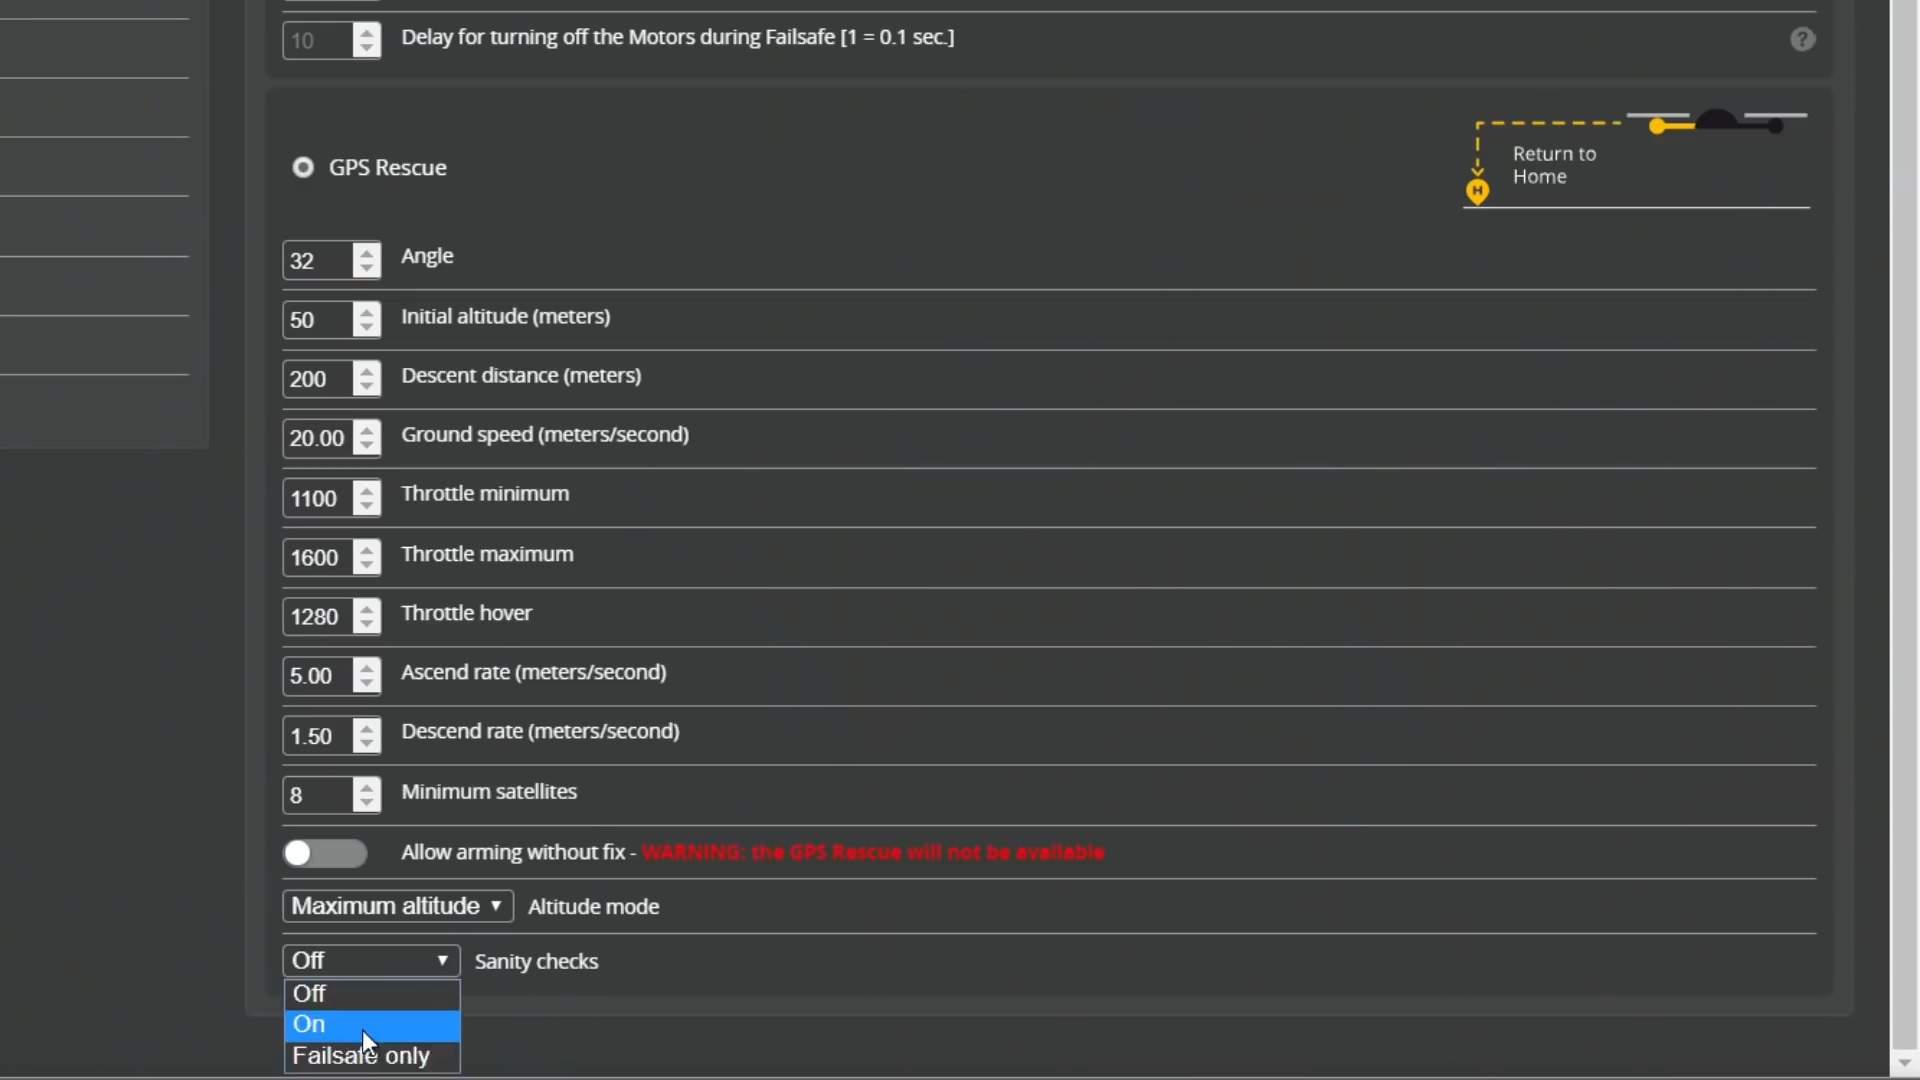 10 Delay for turning off the Motors during Failsafe [1 = 0.1 sec.] ?
GPS Rescue
Return to
Home
H
32 Angle
50 Initial altitude (meters)
200 Descent distance (meters)
20.00 Ground speed (meters/second)
1100 Throttle minimum
1600 Throttle maximum
1280 Throttle hover
5.00 Ascend rate (meters/second)
1.50 Descend rate (meters/second)
8 Minimum satellites
Allow arming without fix - WARNING: the GPS Rescue will not be available
Maximum altitude Altitude mode
Off Sanity checks
Off
On
Failsafe only